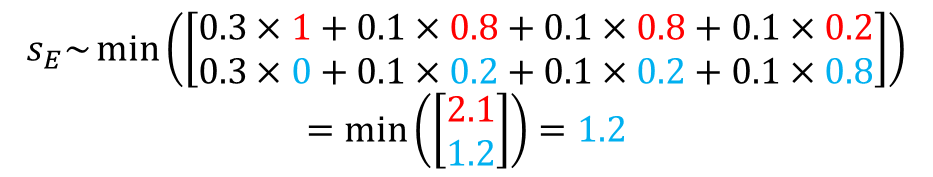 s_E ~ min([0.3 × 1 + 0.1 × 0.8 + 0.1 × 0.8 + 0.1 × 0.2
0.3 × 0 + 0.1 × 0.2 + 0.1 × 0.2 + 0.1 × 0.8])
= min([2.1
1.2]) = 1.2